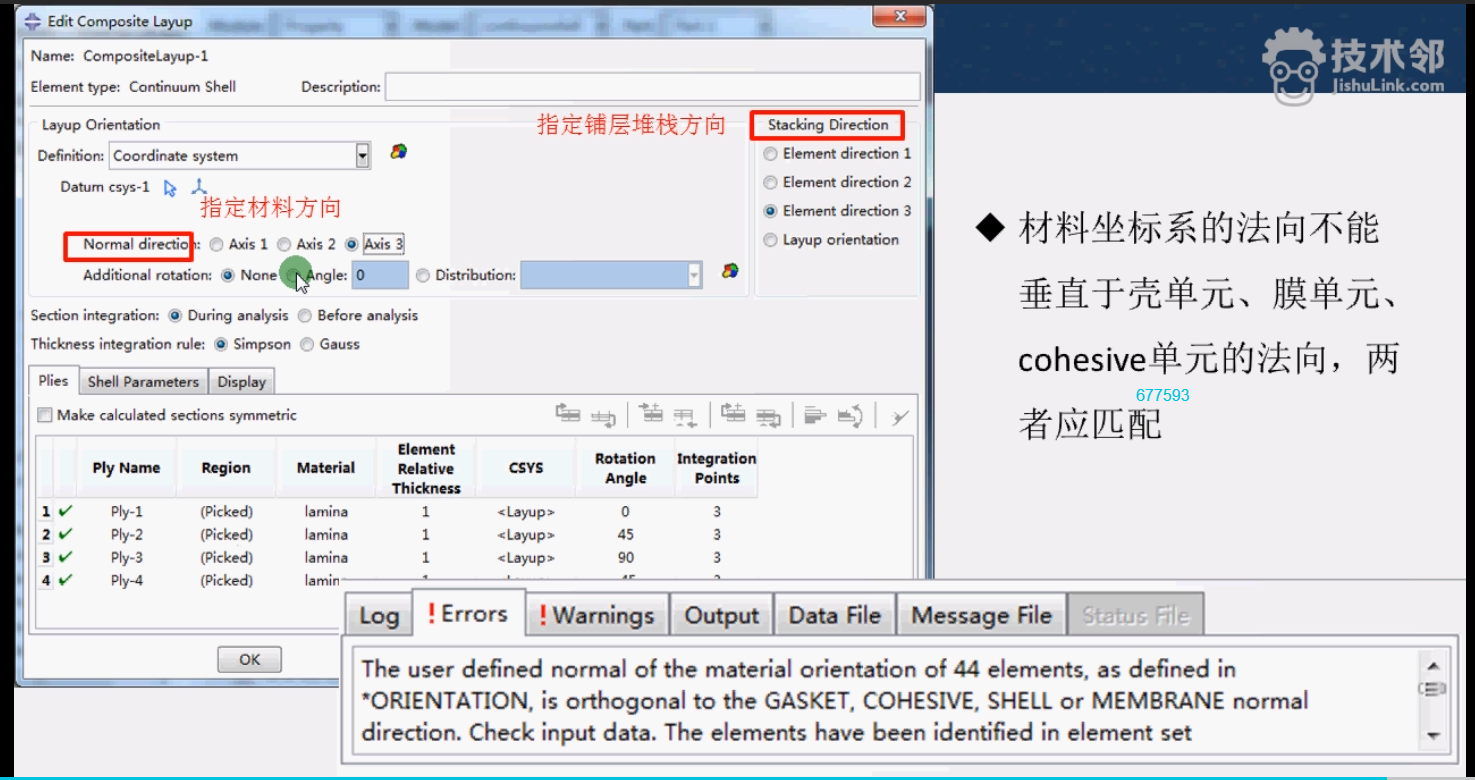 Edit Composite Layup
Name: CompositeLayup-1
Element type: Continuum Shell
Description:
Layup Orientation
指定铺层堆栈方向
Stacking Direction
Definition: Coordinate system
Element direction 1
Datum csys-1
Element direction 2
指定材料方向
Element direction 3
Normal direction: Axis 1 Axis 2 Axis 3
Layup orientation
Additional rotation: None Angle: 0 Distribution:
Section integration: During analysis Before analysis
Thickness integration rule: Simpson Gauss
Plies Shell Parameters Display
Make calculated sections symmetric
Ply Name Region Material Element Relative Thickness CSYS Rotation Angle Integration Points
1 Ply-1 (Picked) lamina 1 <Layup> 0 3
2 Ply-2 (Picked) lamina 1 <Layup> 45 3
3 Ply-3 (Picked) lamina 1 <Layup> 90 3
4 Ply-4 (Picked)
OK
技术邻
JishuLink.com
◆ 材料坐标系的法向不能
垂直于壳单元、膜单元、
cohesive单元的法向，两
677593
者应匹配
Log !Errors !Warnings Output Data File Message File Status File
The user defined normal of the material orientation of 44 elements, as defined in
*ORIENTATION, is orthogonal to the GASKET, COHESIVE, SHELL or MEMBRANE normal
direction. Check input data. The elements have been identified in element set